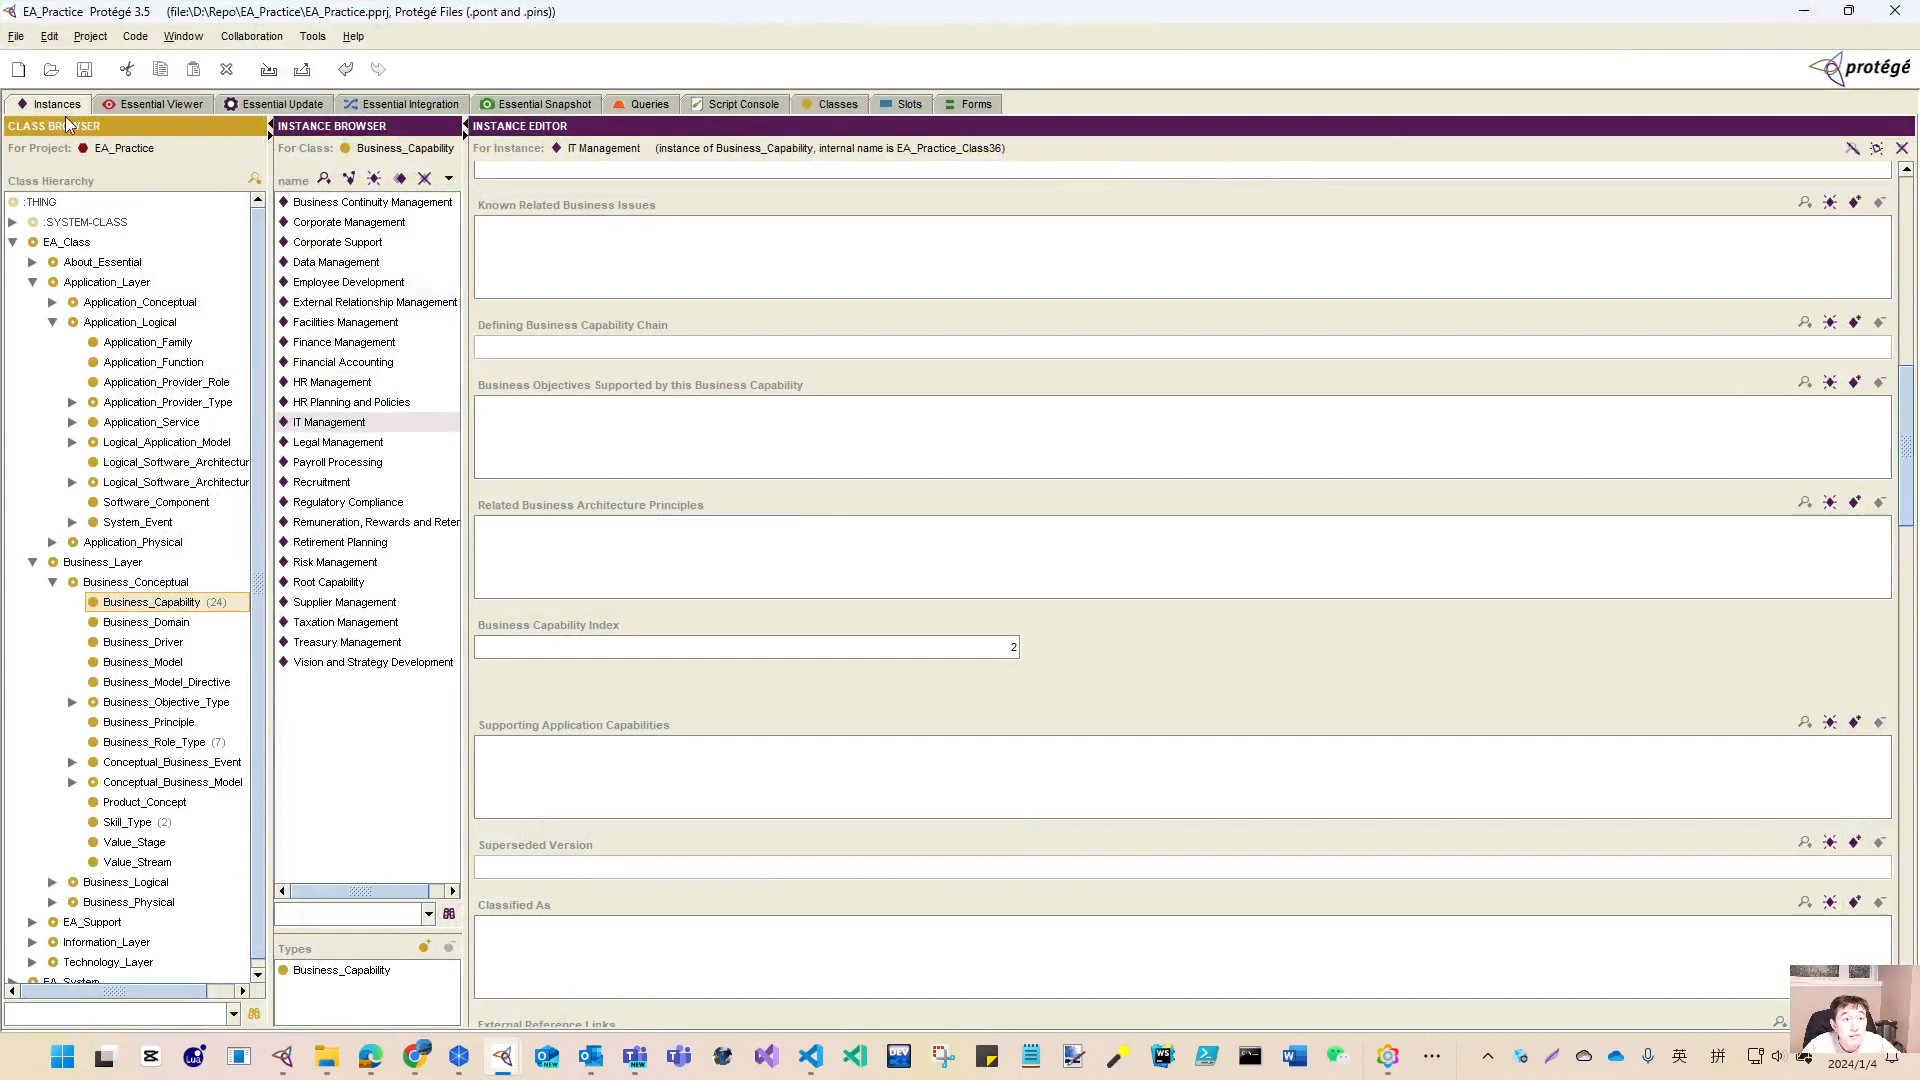 EA_Practice  Protégé 3.5    (file:\D:\Repo\EA_Practice\EA_Practice.pprj, Protégé Files (.pont and .pins))
File Edit Project Code Window Collaboration Tools Help
protégé
Instances Essential Viewer Essential Update Essential Integration Essential Snapshot Queries Script Console Classes Slots Forms
CLASS BROWSER
For Project: EA_Practice
Class Hierarchy
:THING
:SYSTEM-CLASS
EA_Class
About_Essential
Application_Layer
Application_Conceptual
Application_Logical
Application_Family
Application_Function
Application_Provider_Role
Application_Provider_Type
Application_Service
Logical_Application_Model
Logical_Software_Architectur
Logical_Software_Architectur
Software_Component
System_Event
Application_Physical
Business_Layer
Business_Conceptual
Business_Capability (24)
Business_Domain
Business_Driver
Business_Model
Business_Model_Directive
Business_Objective_Type
Business_Principle
Business_Role_Type (7)
Conceptual_Business_Event
Conceptual_Business_Model
Product_Concept
Skill_Type (2)
Value_Stage
Value_Stream
Business_Logical
Business_Physical
EA_Support
Information_Layer
Technology_Layer
EA_System
INSTANCE BROWSER
For Class: Business_Capability
name
Business Continuity Management
Corporate Management
Corporate Support
Data Management
Employee Development
External Relationship Management
Facilities Management
Finance Management
Financial Accounting
HR Management
HR Planning and Policies
IT Management
Legal Management
Payroll Processing
Recruitment
Regulatory Compliance
Remuneration, Rewards and Reter
Retirement Planning
Risk Management
Root Capability
Supplier Management
Taxation Management
Treasury Management
Vision and Strategy Development
Types
Business_Capability
INSTANCE EDITOR
For Instance: IT Management (instance of Business_Capability, internal name is EA_Practice_Class36)
Known Related Business Issues
Defining Business Capability Chain
Business Objectives Supported by this Business Capability
Related Business Architecture Principles
Business Capability Index
2
Supporting Application Capabilities
Superseded Version
Classified As
External Reference Links
英 拼
2024/1/4